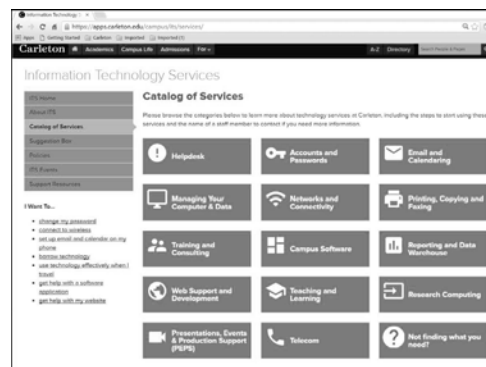 Information Technology S
https://apps.carleton.edu/campus/its/services/
Apps Getting Started Carleton Imported Imported (1)
Carleton Academics Campus Life Admissions For A-Z Directory Search People & Pages
Information Technology Services
ITS Home
About ITS
Catalog of Services
Suggestion Box
Policies
ITS Events
Support Resources
I Want To...
change my password
connect to wireless
set up email and calendar on my
phone
borrow technology
use technology effectively when I
travel
get help with a software
application
get help with my website
Catalog of Services
Please browse the categories below to learn more about technology services at Carleton, including the steps to start using these
services and the name of a staff member to contact if you need more information.
Helpdesk
Accounts and
Passwords
Email and
Calendaring
Managing Your
Computer & Data
Networks and
Connectivity
Printing, Copying and
Faxing
Training and
Consulting
Campus Software
Reporting and Data
Warehouse
Web Support and
Development
Teaching and
Learning
Research Computing
Presentations, Events
& Production Support
(PEPS)
Telecom
Not finding what you
need?